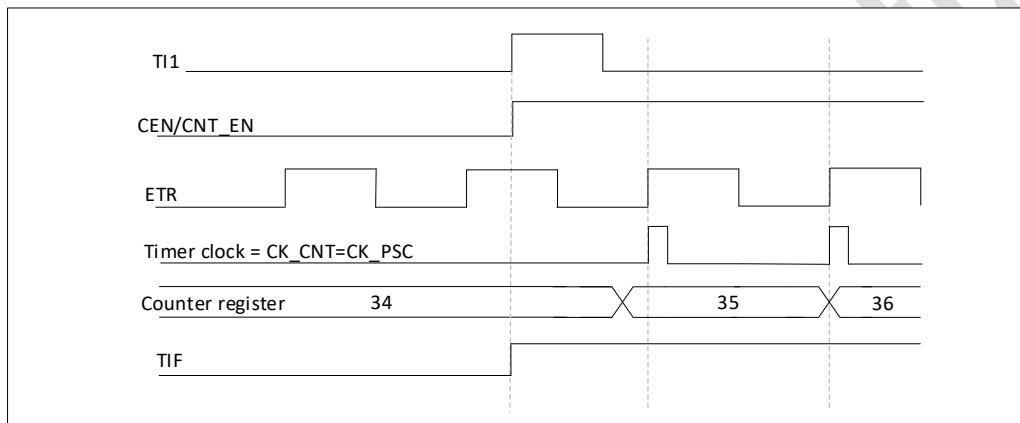 TI1
CEN/CNT_EN
ETR
Timer clock = CK_CNT=CK_PSC
Counter register 34 35 36
TIF